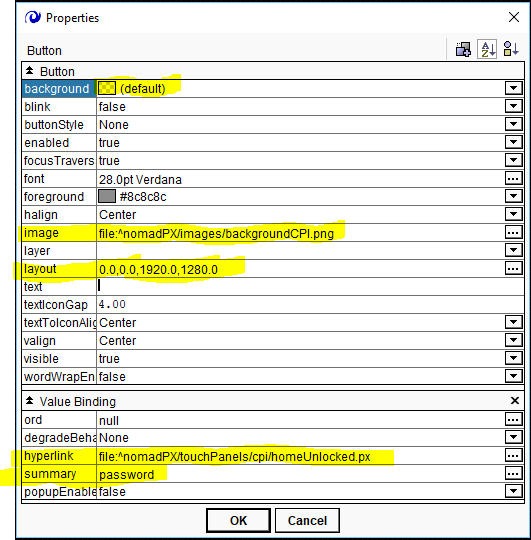 Properties
Button
A
Z
Button
background (default)
blink false
buttonStyle None
enabled true
focusTravers true
font 28.0pt Verdana
foreground #8c8c8c
halign Center
image file:^nomadPX/images/backgroundCPI.png
layer
layout 0.0,0.0,1920.0,1280.0
text
textIconGap 4.00
textToIconAlig Center
valign Center
visible true
wordWrapEn false
Value Binding
ord null
degradeBeha None
hyperlink file:^nomadPX/touchPanels/cpi/homeUnlocked.px
summary password
popupEnable false
OK Cancel